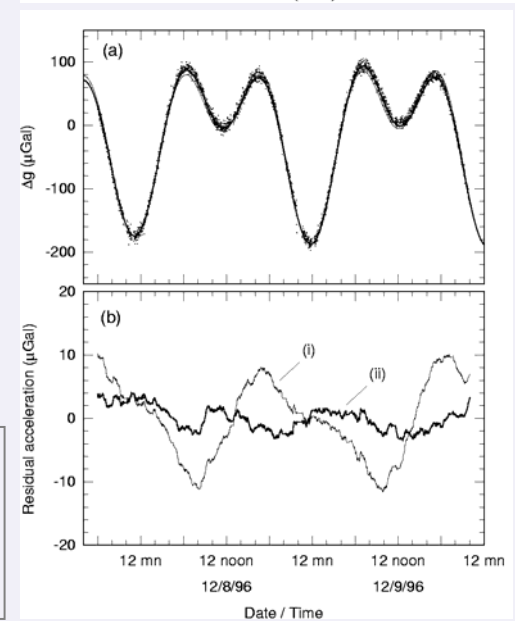 (a)
100
0
-100
-200
Δg (μGal)
(b)
20
10
0
-10
-20
Residual acceleration (μGal)
(i)
(ii)
12 mn 12 noon 12 mn 12 noon 12 mn
12/8/96 12/9/96
Date / Time